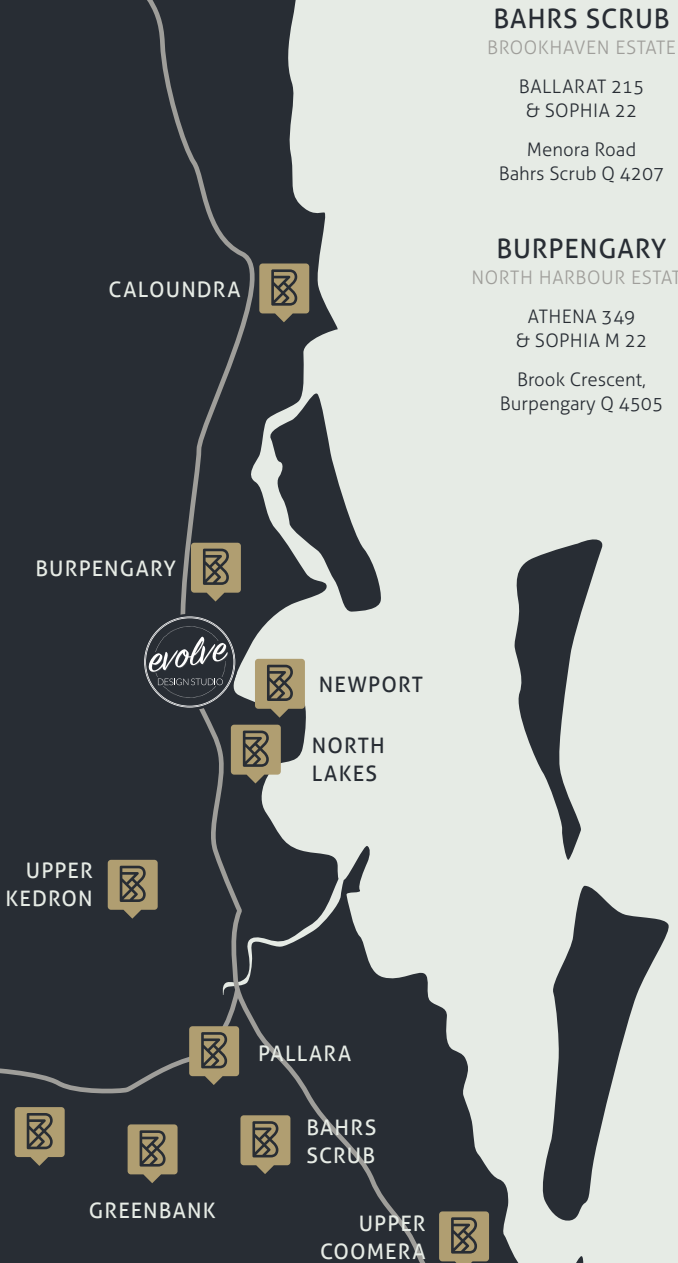 BAHRS SCRUB
BROOKHAVEN ESTATE
BALLARAT 215
& SOPHIA 22
Menora Road
Bahrs Scrub Q 4207
BURPENGARY
NORTH HARBOUR ESTAT
ATHENA 349
& SOPHIA M 22
Brook Crescent,
Burpengary Q 4505
CALOUNDRA
BURPENGARY
evolve
DESIGN STUDIO
NEWPORT
NORTH
LAKES
UPPER
KEDRON
PALLARA
BAHRS
SCRUB
GREENBANK
UPPER
COOMERA